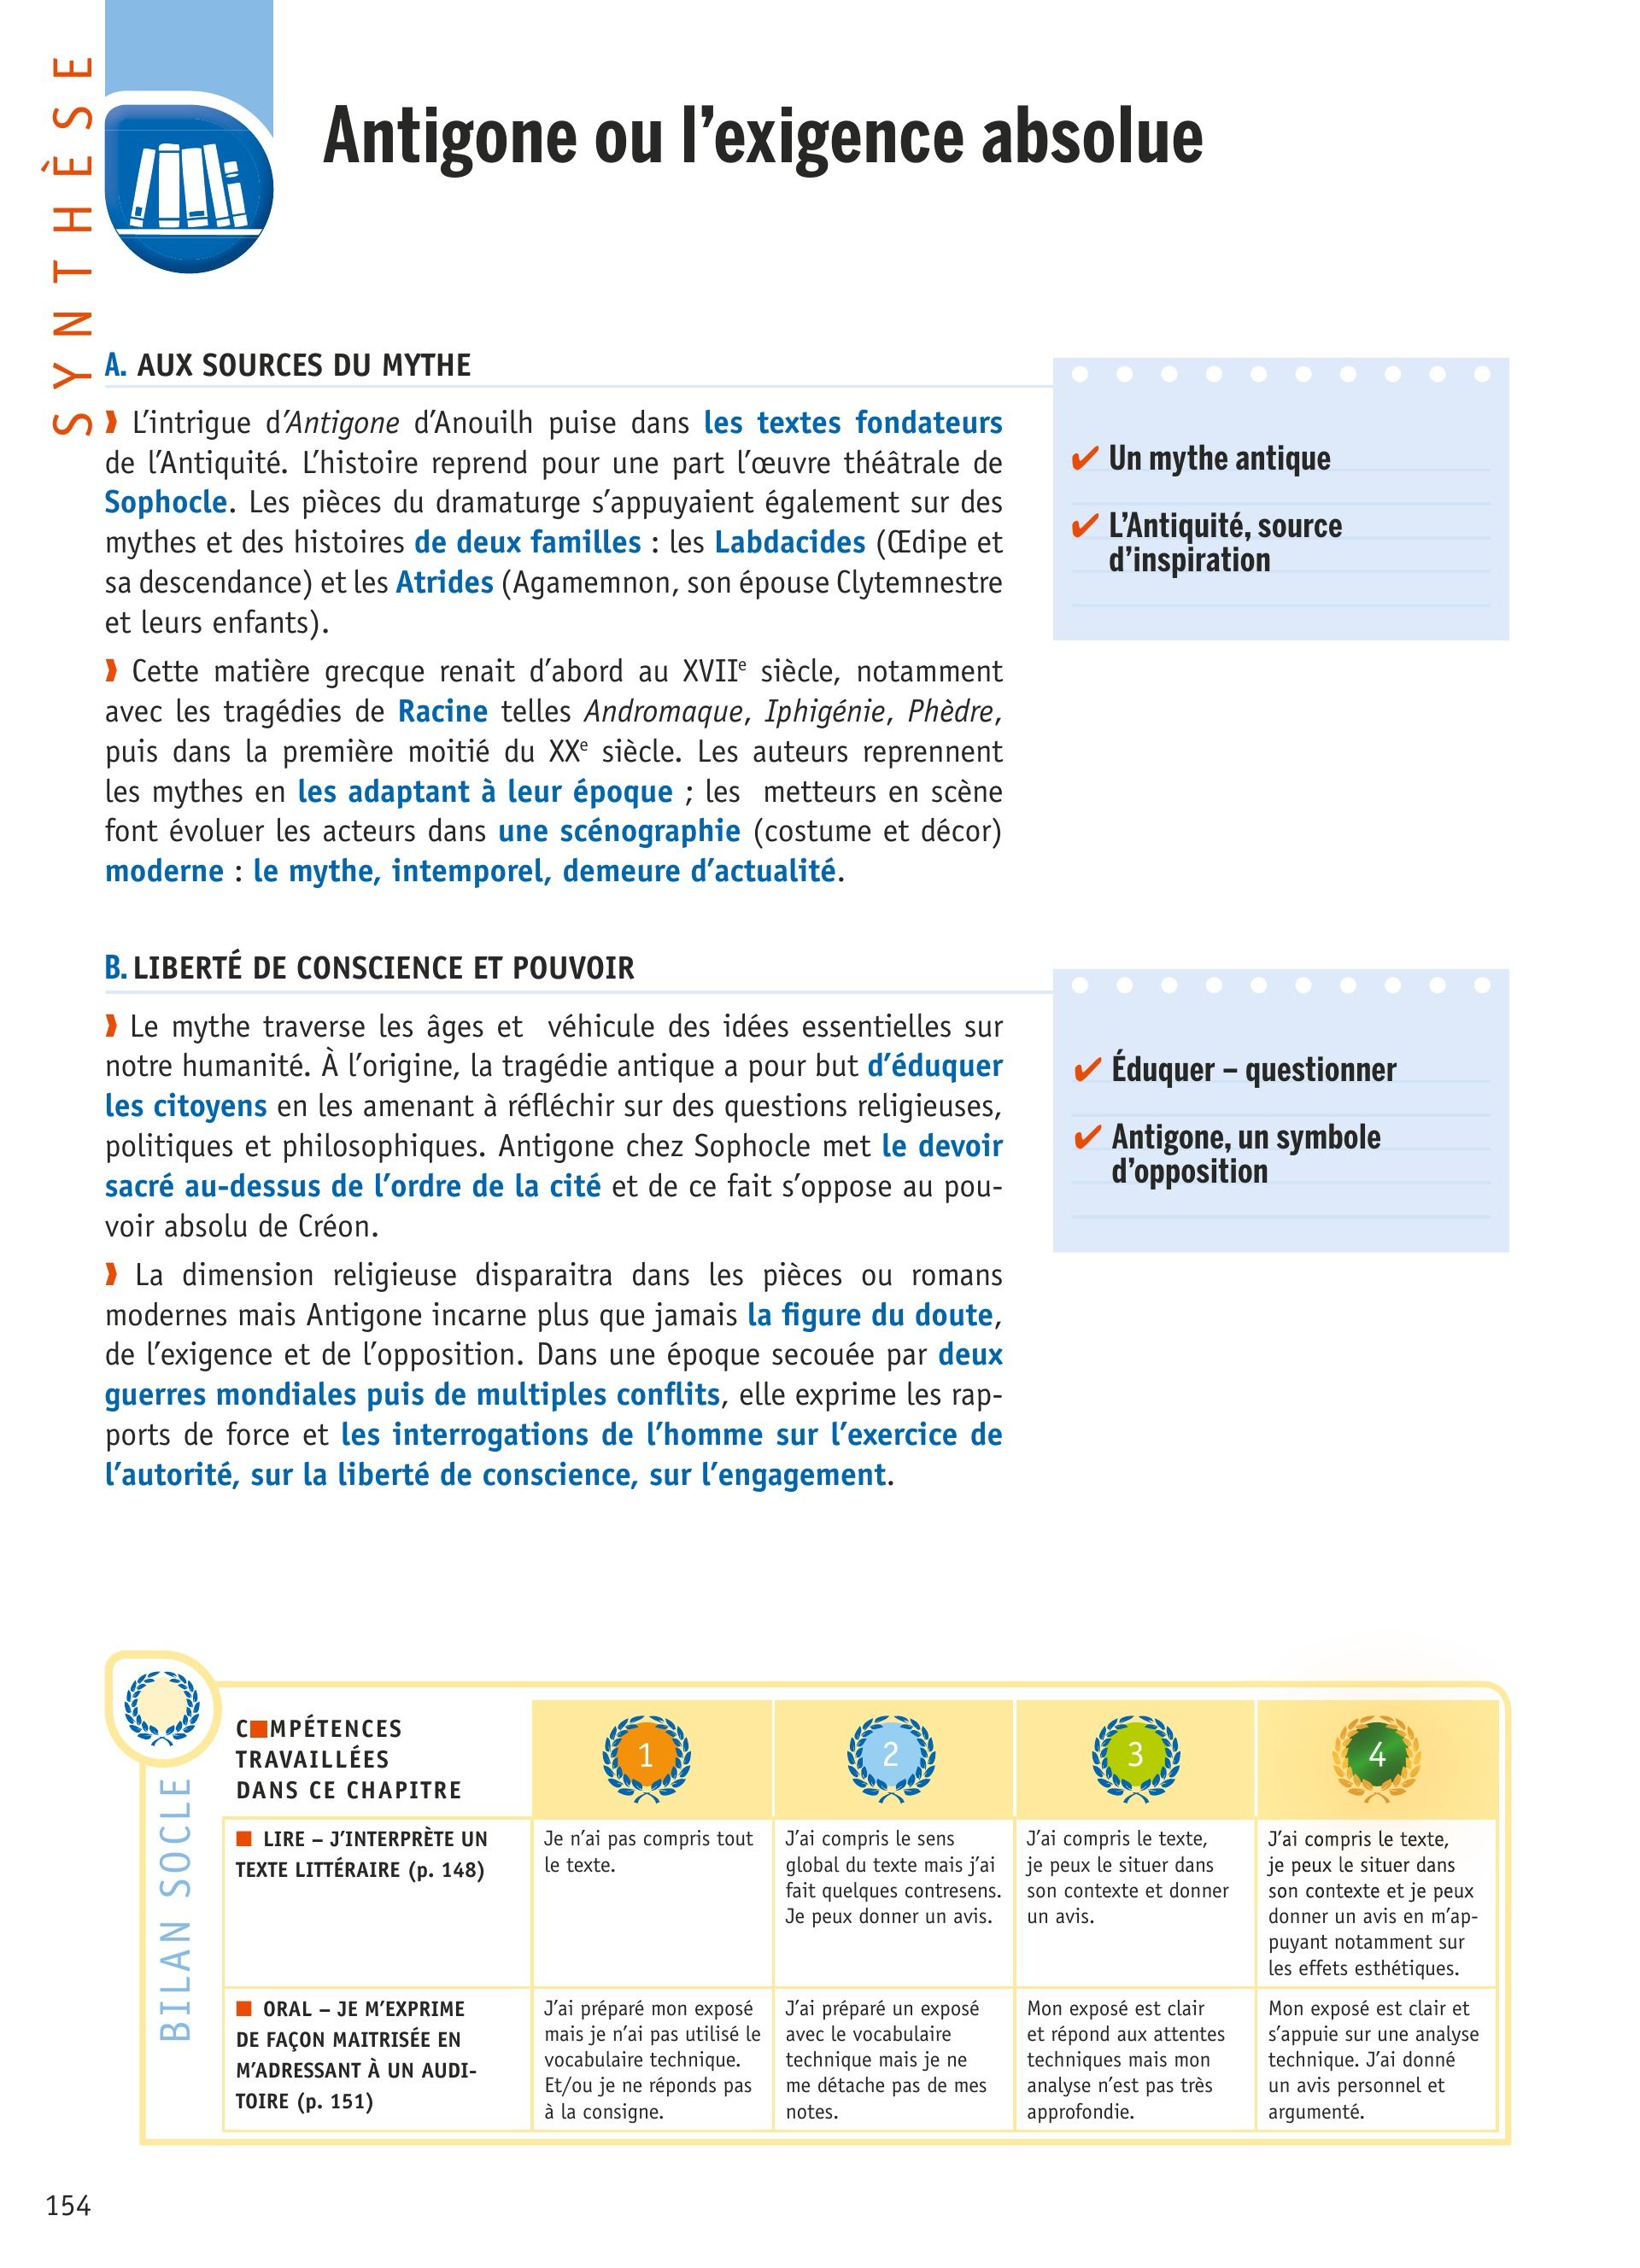 SYNTHÈSE
Antigone ou l’exigence absolue
A. AUX SOURCES DU MYTHE
❱ L’intrigue d’Antigone d’Anouilh puise dans les textes fondateurs
de l’Antiquité. L’histoire reprend pour une part l’œuvre théâtrale de
Sophocle. Les pièces du dramaturge s’appuyaient également sur des
mythes et des histoires de deux familles : les Labdacides (Œdipe et
sa descendance) et les Atrides (Agamemnon, son épouse Clytemnestre
et leurs enfants).
❱ Cette matière grecque renait d’abord au XVIIe siècle, notamment
avec les tragédies de Racine telles Andromaque, Iphigénie, Phèdre,
puis dans la première moitié du XXe siècle. Les auteurs reprennent
les mythes en les adaptant à leur époque ; les metteurs en scène
font évoluer les acteurs dans une scénographie (costume et décor)
moderne : le mythe, intemporel, demeure d’actualité.
✔ Un mythe antique
✔ L’Antiquité, source
d’inspiration
B. LIBERTÉ DE CONSCIENCE ET POUVOIR
❱ Le mythe traverse les âges et véhicule des idées essentielles sur
notre humanité. À l’origine, la tragédie antique a pour but d’éduquer
les citoyens en les amenant à réfléchir sur des questions religieuses,
politiques et philosophiques. Antigone chez Sophocle met le devoir
sacré au-dessus de l’ordre de la cité et de ce fait s’oppose au pou-
voir absolu de Créon.
❱ La dimension religieuse disparaitra dans les pièces ou romans
modernes mais Antigone incarne plus que jamais la figure du doute,
de l’exigence et de l’opposition. Dans une époque secouée par deux
guerres mondiales puis de multiples conflits, elle exprime les rap-
ports de force et les interrogations de l’homme sur l’exercice de
l’autorité, sur la liberté de conscience, sur l’engagement.
✔ Éduquer – questionner
✔ Antigone, un symbole
d’opposition
BILAN SOCLE
C■MPÉTENCES
TRAVAILLÉES
DANS CE CHAPITRE
1
2
3
4
■ LIRE – J’INTERPRÈTE UN
TEXTE LITTÉRAIRE (p. 148)
Je n’ai pas compris tout
le texte.
J’ai compris le sens
global du texte mais j’ai
fait quelques contresens.
Je peux donner un avis.
J’ai compris le texte,
je peux le situer dans
son contexte et donner
un avis.
J’ai compris le texte,
je peux le situer dans
son contexte et je peux
donner un avis en m’ap-
puyant notamment sur
les effets esthétiques.
■ ORAL – JE M’EXPRIME
DE FAÇON MAITRISÉE EN
M’ADRESSANT À UN AUDI-
TOIRE (p. 151)
J’ai préparé mon exposé
mais je n’ai pas utilisé le
vocabulaire technique.
Et/ou je ne réponds pas
à la consigne.
J’ai préparé un exposé
avec le vocabulaire
technique mais je ne
me détache pas de mes
notes.
Mon exposé est clair
et répond aux attentes
techniques mais mon
analyse n’est pas très
approfondie.
Mon exposé est clair et
s’appuie sur une analyse
technique. J’ai donné
un avis personnel et
argumenté.
154